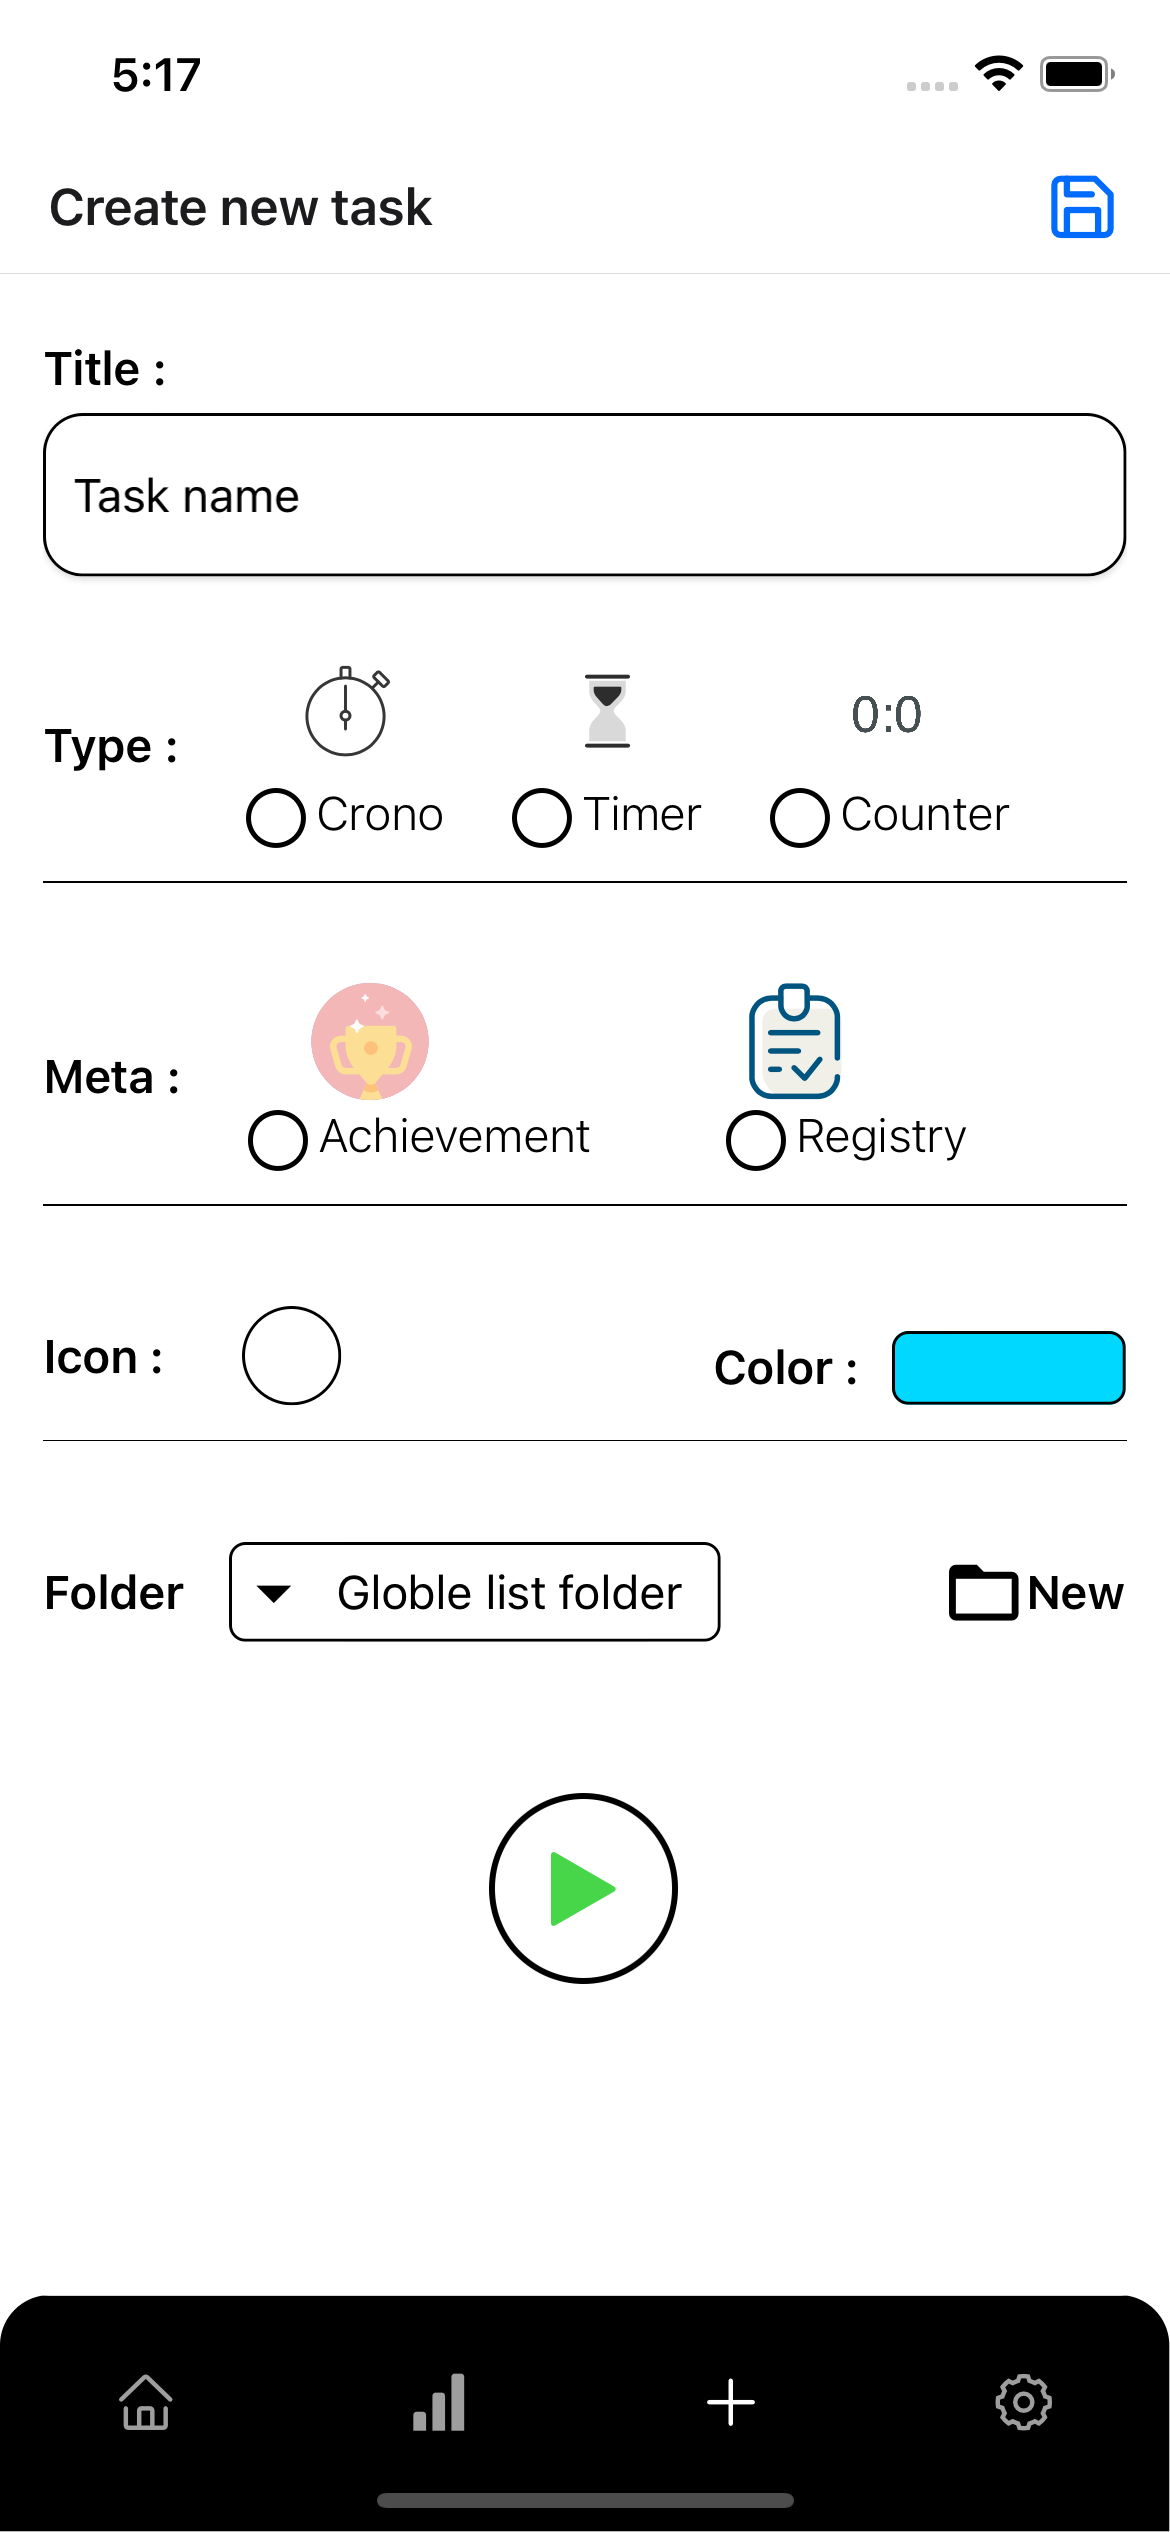 5:17
Create new task
Title :
Task name
Type :
0:0
Crono
Timer
Counter
Meta :
Achievement
Registry
Icon :
Color :
Folder
Globle list folder
New